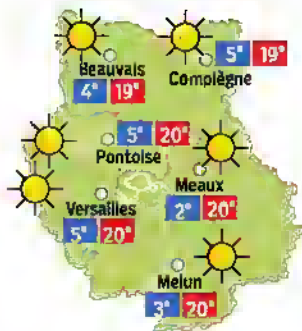 Beauvais
4° 19°
5° 19°
Compiègne
5° 20°
Pontoise
Meaux
2° 20°
Versailles
5° 20°
Melun
3° 20°